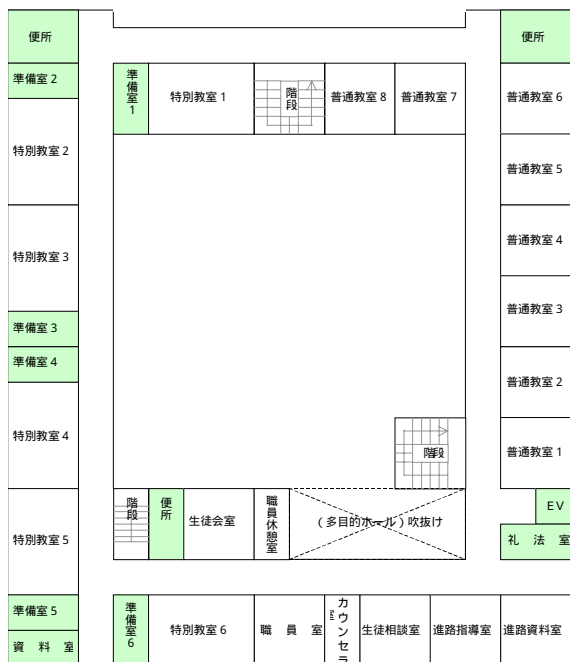 便所
準備室2
特別教室2
特別教室3
準備室3
準備室4
特別教室4
特別教室5
準備室5
資料室
準備室1
特別教室1
階段
普通教室8
普通教室7
便所
普通教室6
普通教室5
普通教室4
普通教室3
普通教室2
普通教室1
階段
EV
礼法室
階段
便所
生徒会室
職員休憩室
(多目的ホール)吹抜け
準備室6
特別教室6
職員室
カウンセラ
室
生徒相談室
進路指導室
進路資料室